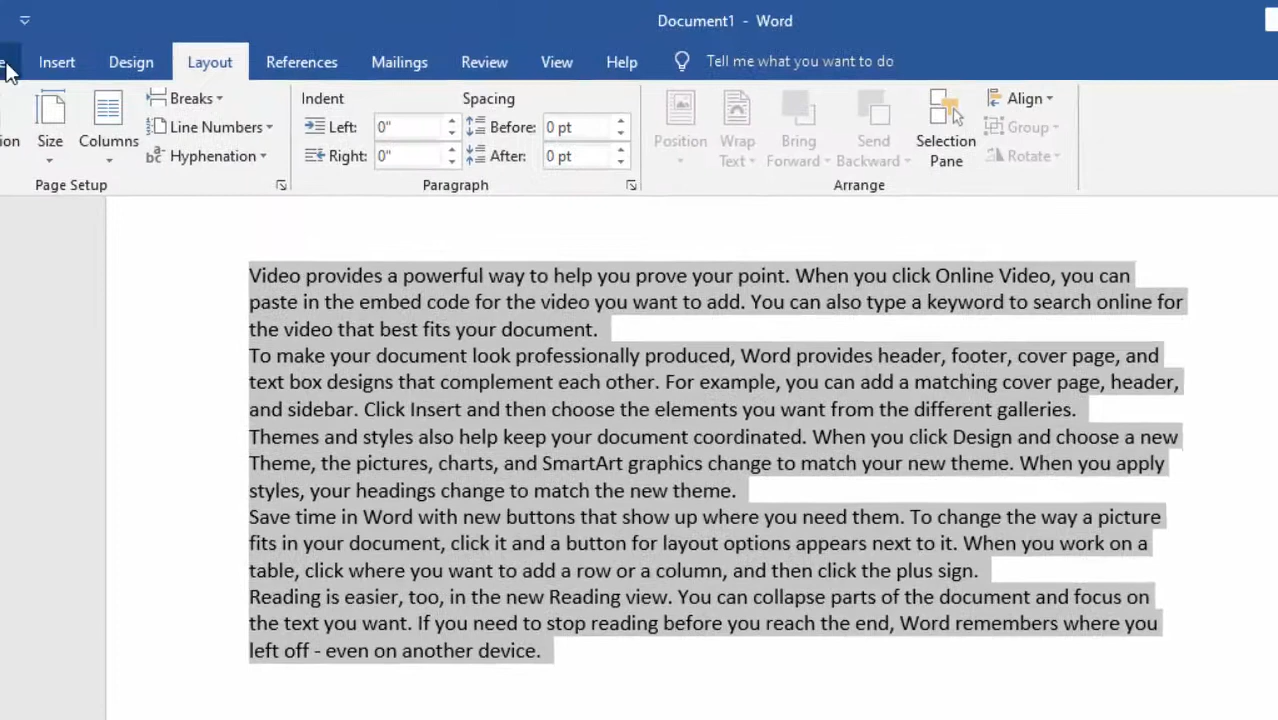 Document1 - Word
Insert Design Layout References Mailings Review View Help Tell me what you want to do
Size
Columns
Breaks
Line Numbers
Hyphenation
Page Setup
Indent
Left: 0"
Right: 0"
Spacing
Before: 0 pt
After: 0 pt
Paragraph
Position
Wrap
Text
Bring
Forward
Send
Backward
Selection
Pane
Align
Group
Rotate
Arrange
Video provides a powerful way to help you prove your point. When you click Online Video, you can
paste in the embed code for the video you want to add. You can also type a keyword to search online for
the video that best fits your document.
To make your document look professionally produced, Word provides header, footer, cover page, and
text box designs that complement each other. For example, you can add a matching cover page, header,
and sidebar. Click Insert and then choose the elements you want from the different galleries.
Themes and styles also help keep your document coordinated. When you click Design and choose a new
Theme, the pictures, charts, and SmartArt graphics change to match your new theme. When you apply
styles, your headings change to match the new theme.
Save time in Word with new buttons that show up where you need them. To change the way a picture
fits in your document, click it and a button for layout options appears next to it. When you work on a
table, click where you want to add a row or a column, and then click the plus sign.
Reading is easier, too, in the new Reading view. You can collapse parts of the document and focus on
the text you want. If you need to stop reading before you reach the end, Word remembers where you
left off - even on another device.